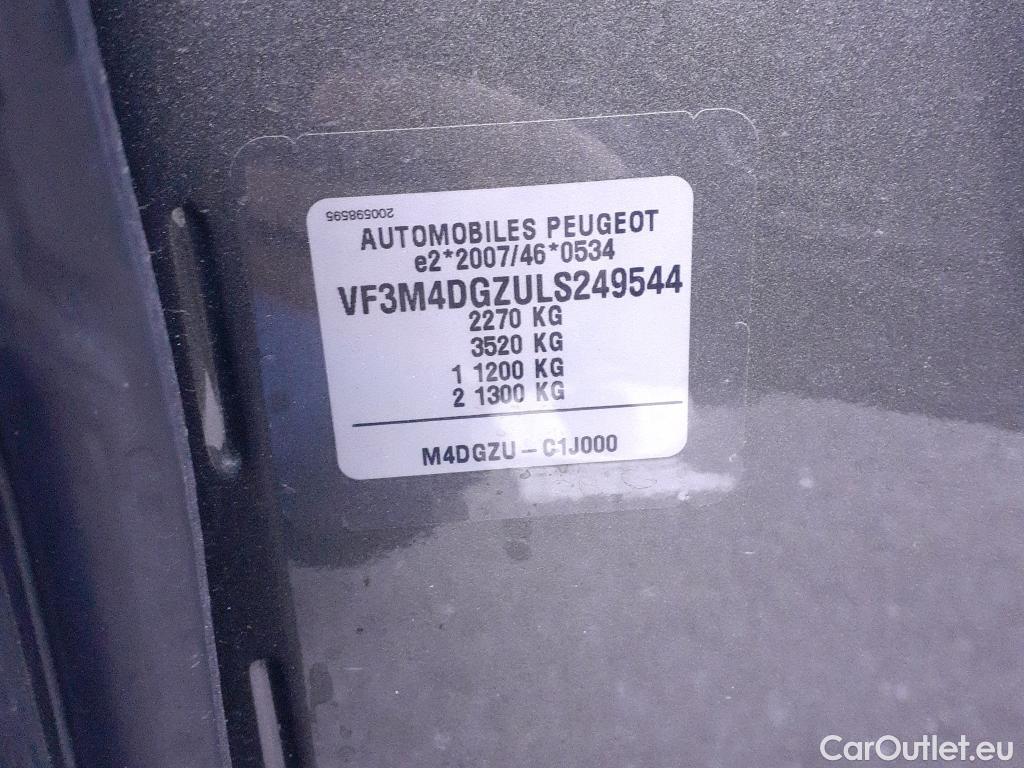 200598595
AUTOMOBILES PEUGEOT
e2*2007/46*0534
VF3M4DGZULS249544
2270 KG
3520 KG
1 1200 KG
2 1300 KG
M4DGZU - C1J000
CarOutlet.eu